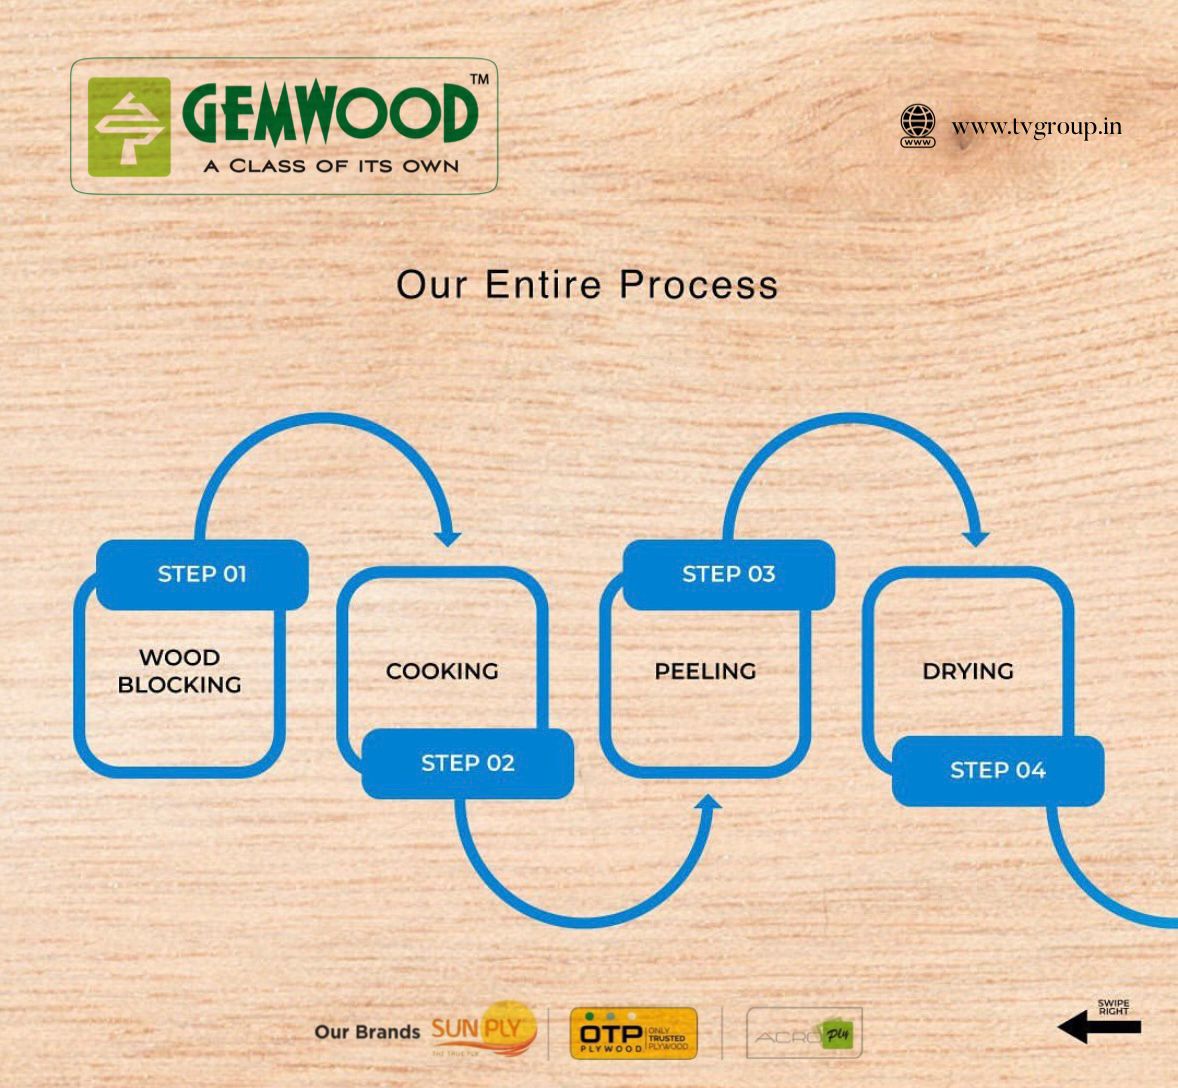 GEMWOOD™
A CLASS OF ITS OWN
www
www.tvgroup.in
Our Entire Process
STEP 01
WOOD
BLOCKING
COOKING
STEP 02
STEP 03
PEELING
DRYING
STEP 04
Our Brands
SUN PLY
THE TRUE PLY
OTP
PLYWOOD
ONLY
TRUSTED
PLYWOOD
ACRO Ply
SWIPE
RIGHT